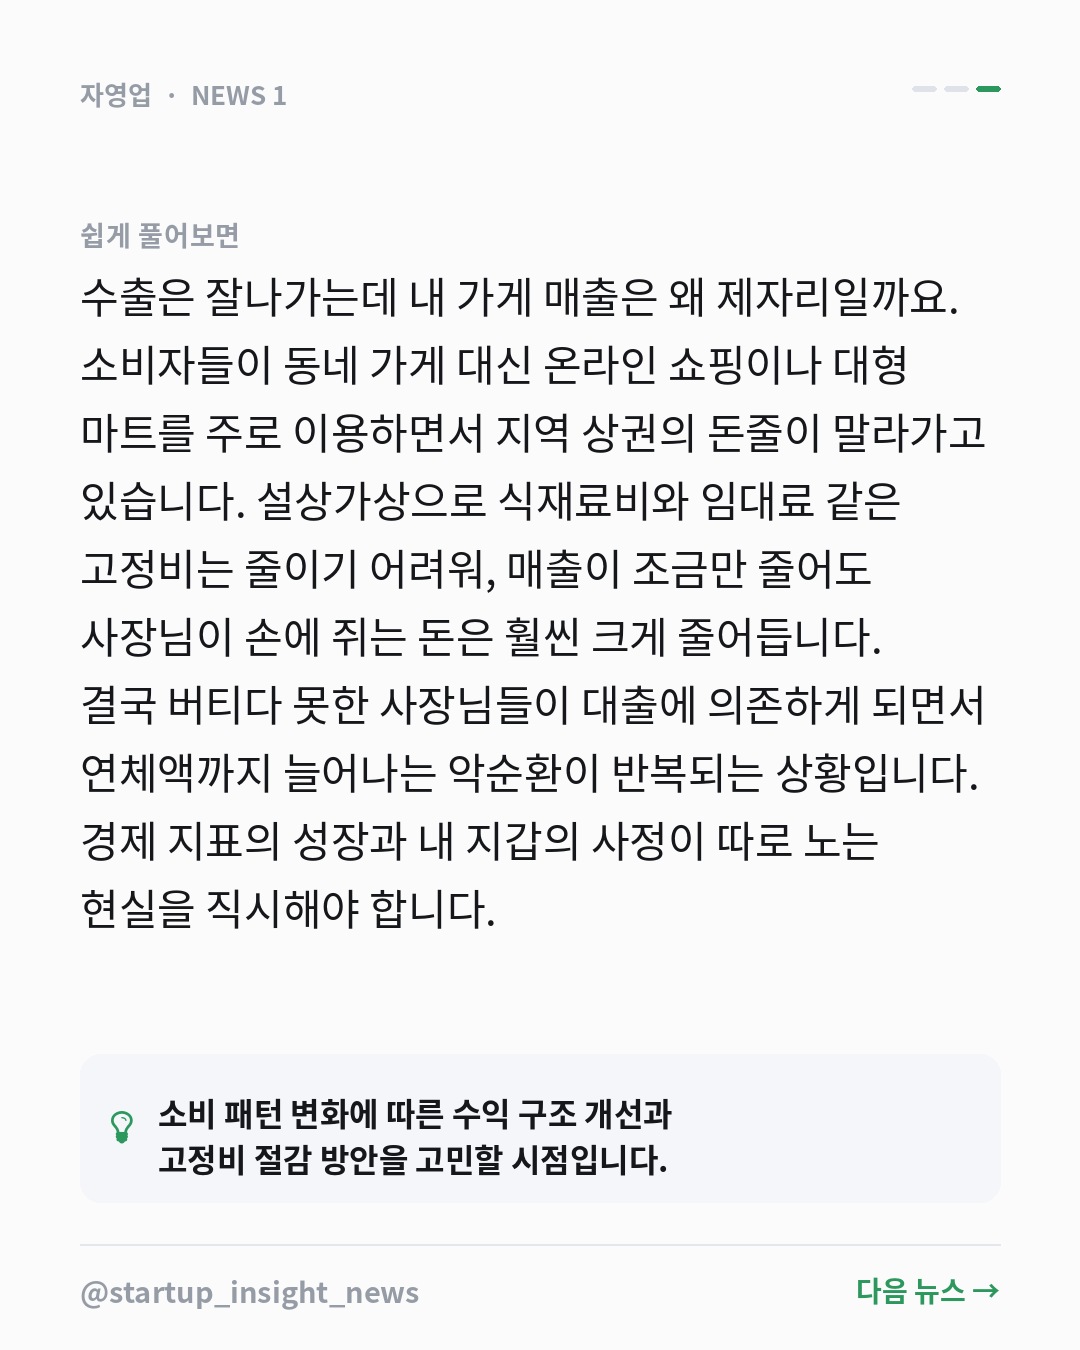 자영업 · NEWS 1
쉽게 풀어보면
수출은 잘나가는데 내 가게 매출은 왜 제자리일까요.
소비자들이 동네 가게 대신 온라인 쇼핑이나 대형
마트를 주로 이용하면서 지역 상권의 돈줄이 말라가고
있습니다. 설상가상으로 식재료비와 임대료 같은
고정비는 줄이기 어려워, 매출이 조금만 줄어도
사장님이 손에 쥐는 돈은 훨씬 크게 줄어듭니다.
결국 버티다 못한 사장님들이 대출에 의존하게 되면서
연체액까지 늘어나는 악순환이 반복되는 상황입니다.
경제 지표의 성장과 내 지갑의 사정이 따로 노는
현실을 직시해야 합니다.
소비 패턴 변화에 따른 수익 구조 개선과
고정비 절감 방안을 고민할 시점입니다.
@startup_insight_news
다음 뉴스 →